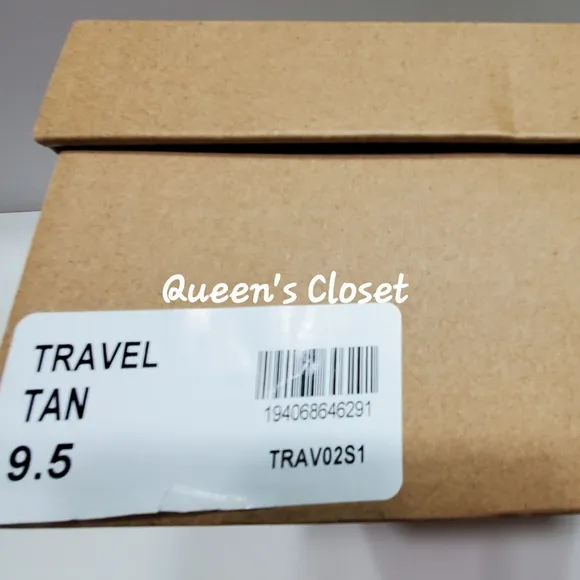 Queen's Closet
TRAVEL
TAN
9.5
194068646291
TRAV02S1